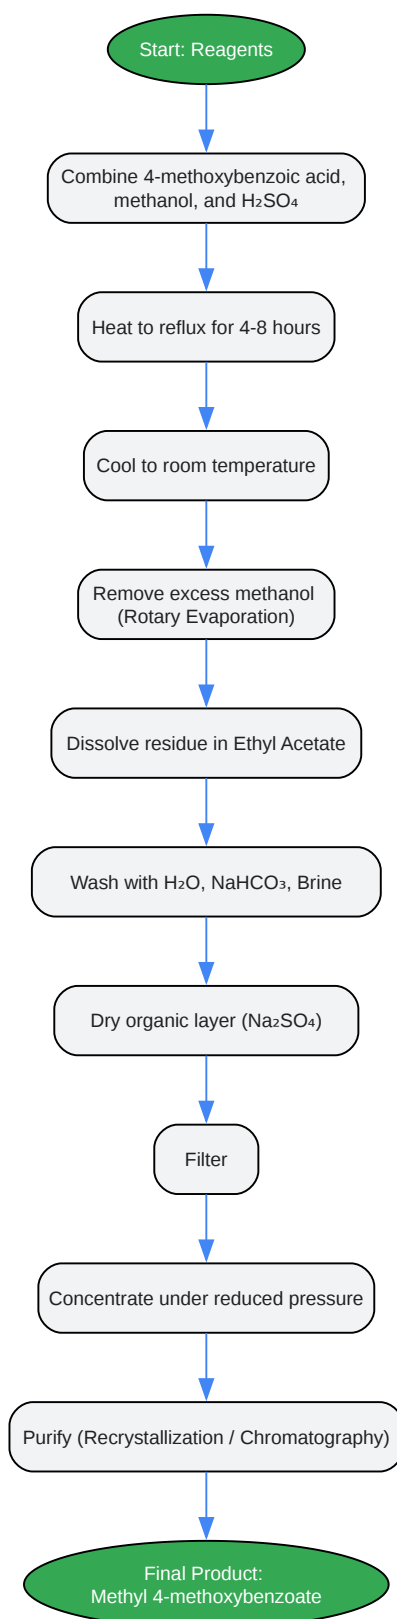 Start: Reagents
Combine 4-methoxybenzoic acid,
methanol, and H₂SO₄
Heat to reflux for 4-8 hours
Cool to room temperature
Remove excess methanol
(Rotary Evaporation)
Dissolve residue in Ethyl Acetate
Wash with H₂O, NaHCO₃, Brine
Dry organic layer (Na₂SO₄)
Filter
Concentrate under reduced pressure
Purify (Recrystallization / Chromatography)
Final Product:
Methyl 4-methoxybenzoate